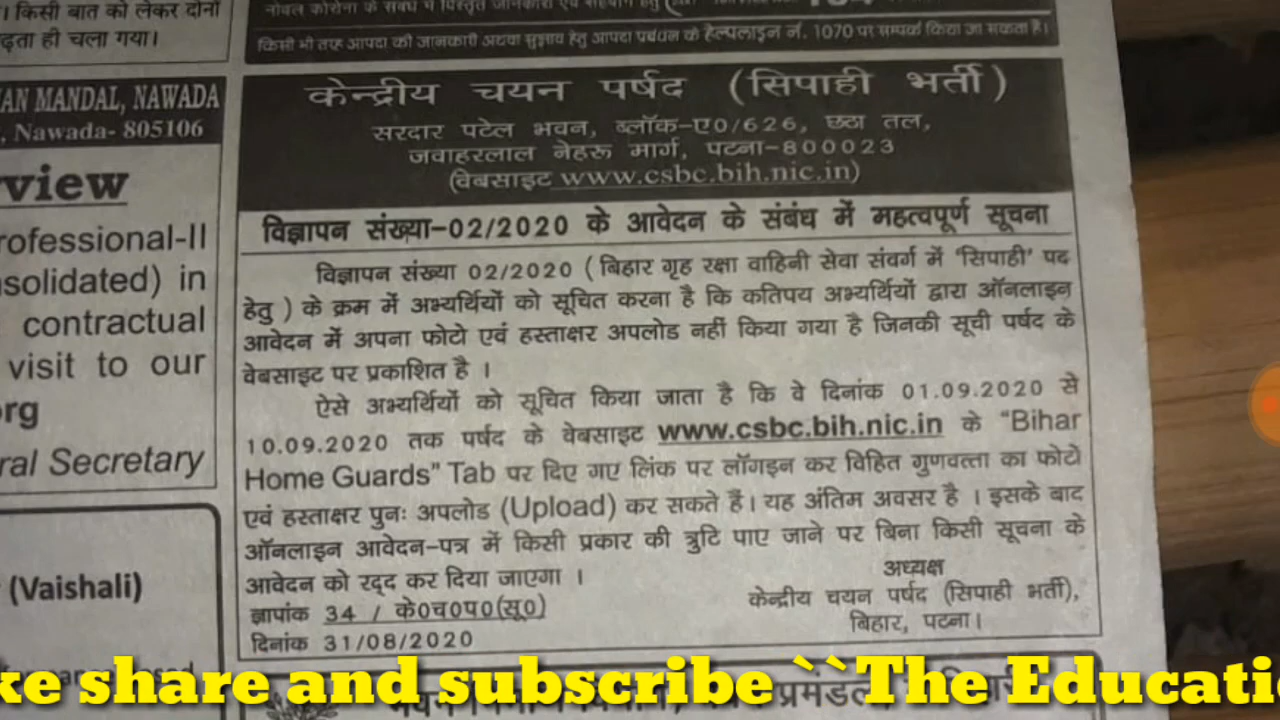 । किसी बात को लेकर दोनों
ढ़ता ही चला गया।
किसी भी तरह आपदा की जानकारी अथवा सुझाव हेतु आपदा प्रबंधन के हेल्पलाइन नं. 1070 पर सम्पर्क किया जा सकता है।
AN MANDAL, NAWADA
, Nawada- 805106
rview
rofessional-II
solidated) in
contractual
visit to our
org
ral Secretary
(Vaishali)
केन्द्रीय चयन पर्षद (सिपाही भर्ती)
सरदार पटेल भवन, ब्लॉक-ए0/626, छठा तल,
जवाहरलाल नेहरू मार्ग, पटना-800023
(वेबसाइट www.csbc.bih.nic.in)
विज्ञापन संख्या-02/2020 के आवेदन के संबंध में महत्वपूर्ण सूचना
विज्ञापन संख्या 02/2020 ( बिहार गृह रक्षा वाहिनी सेवा संवर्ग में ‘सिपाही’ पद
हेतु ) के क्रम में अभ्यर्थियों को सूचित करना है कि कतिपय अभ्यर्थियों द्वारा ऑनलाइन
आवेदन में अपना फोटो एवं हस्ताक्षर अपलोड नहीं किया गया है जिनकी सूची पर्षद के
वेबसाइट पर प्रकाशित है ।
ऐसे अभ्यर्थियों को सूचित किया जाता है कि वे दिनांक 01.09.2020 से
10.09.2020 तक पर्षद के वेबसाइट www.csbc.bih.nic.in के “Bihar
Home Guards” Tab पर दिए गए लिंक पर लॉगइन कर विहित गुणवत्ता का फोटो
एवं हस्ताक्षर पुनः अपलोड (Upload) कर सकते हैं। यह अंतिम अवसर है । इसके बाद
ऑनलाइन आवेदन-पत्र में किसी प्रकार की त्रुटि पाए जाने पर बिना किसी सूचना के
आवेदन को रद्द कर दिया जाएगा ।
ज्ञापांक 34 / के0च0प0(सू0)
दिनांक 31/08/2020
अध्यक्ष
केन्द्रीय चयन पर्षद (सिपाही भर्ती),
बिहार, पटना।
ke share and subscribe ``The Educati